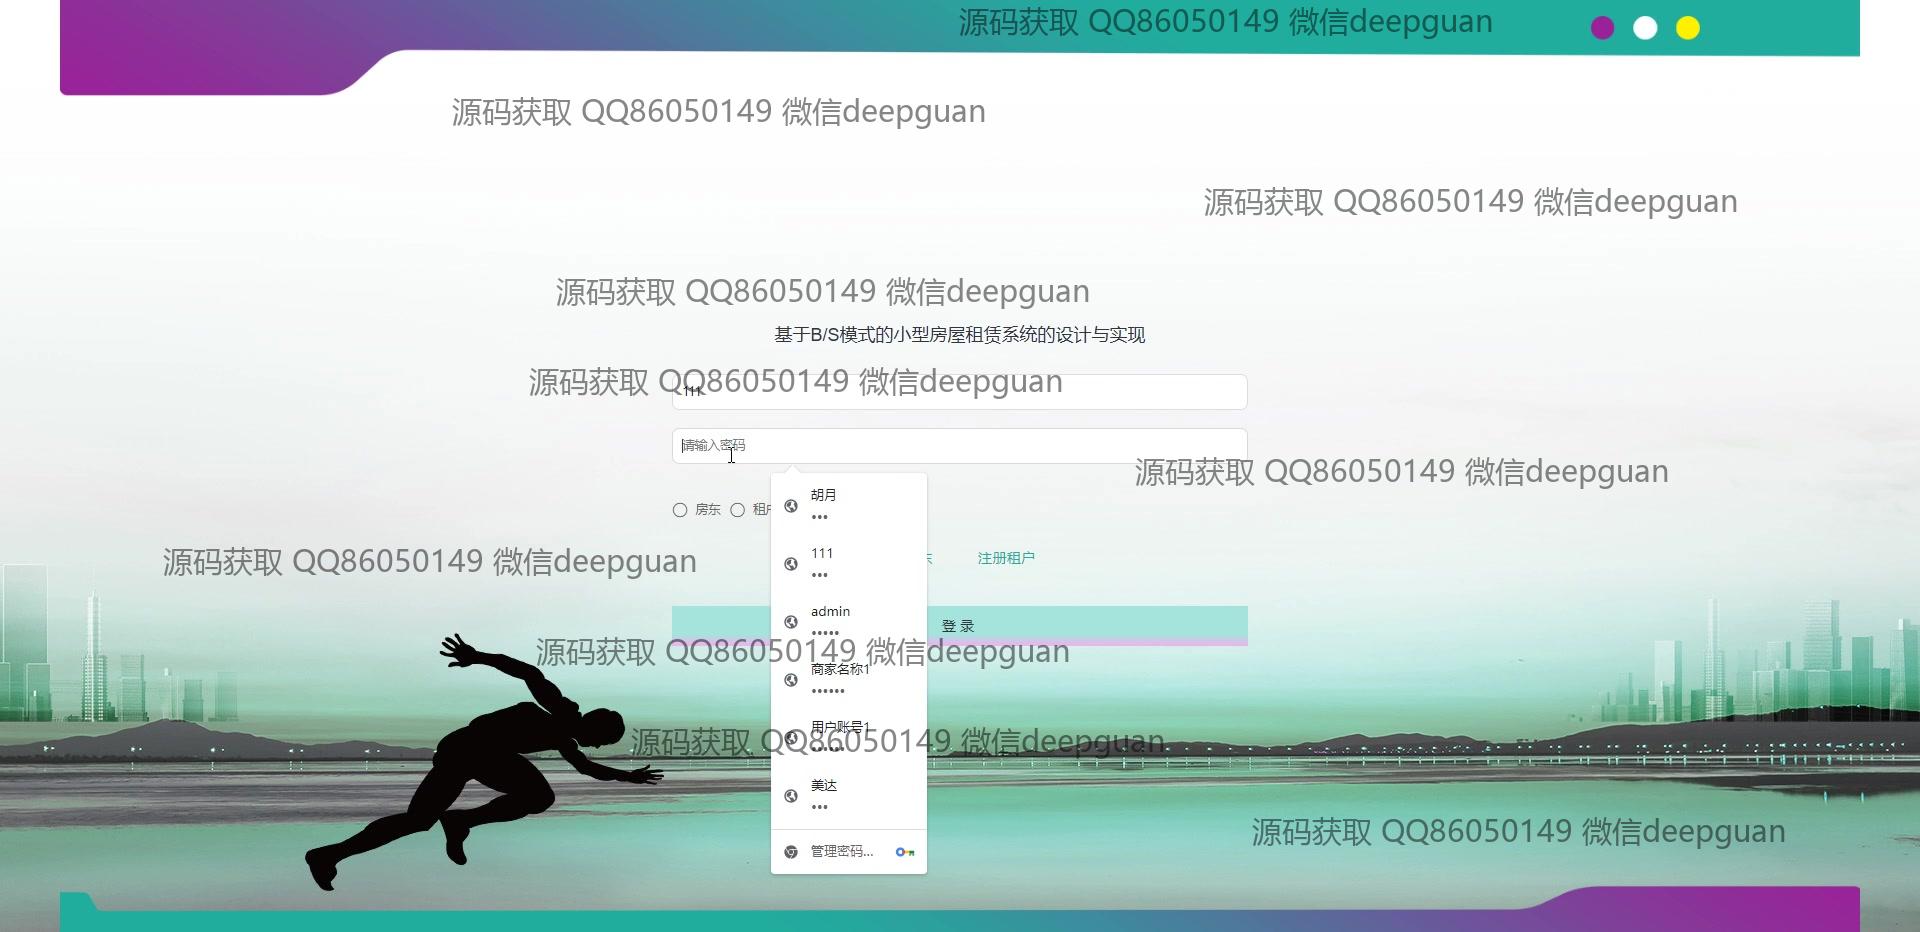 源码获取 QQ86050149 微信deepguan
源码获取 QQ86050149 微信deepguan
源码获取 QQ86050149 微信deepguan
源码获取 QQ86050149 微信deepguan
基于B/S模式的小型房屋租赁系统的设计与实现
源码获取 QQ86050149 微信deepguan
111
请输入密码
源码获取 QQ86050149 微信deepguan
胡月
•••
房东 租户
111
•••
注册租户
源码获取 QQ86050149 微信deepguan
admin
•••••
登 录
源码获取 QQ86050149 微信deepguan
商家名称1
••••••
用户账号1
••••••
源码获取 QQ86050149 微信deepguan
美达
•••
源码获取 QQ86050149 微信deepguan
管理密码...